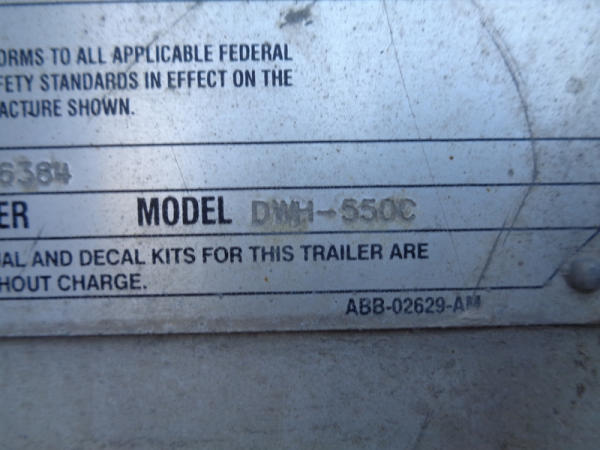 ORMS TO ALL APPLICABLE FEDERAL
FETY STANDARDS IN EFFECT ON THE
ACTURE SHOWN.
6384
ER MODEL DWH-550C
UAL AND DECAL KITS FOR THIS TRAILER ARE
HOUT CHARGE.
ABB-02629-AM